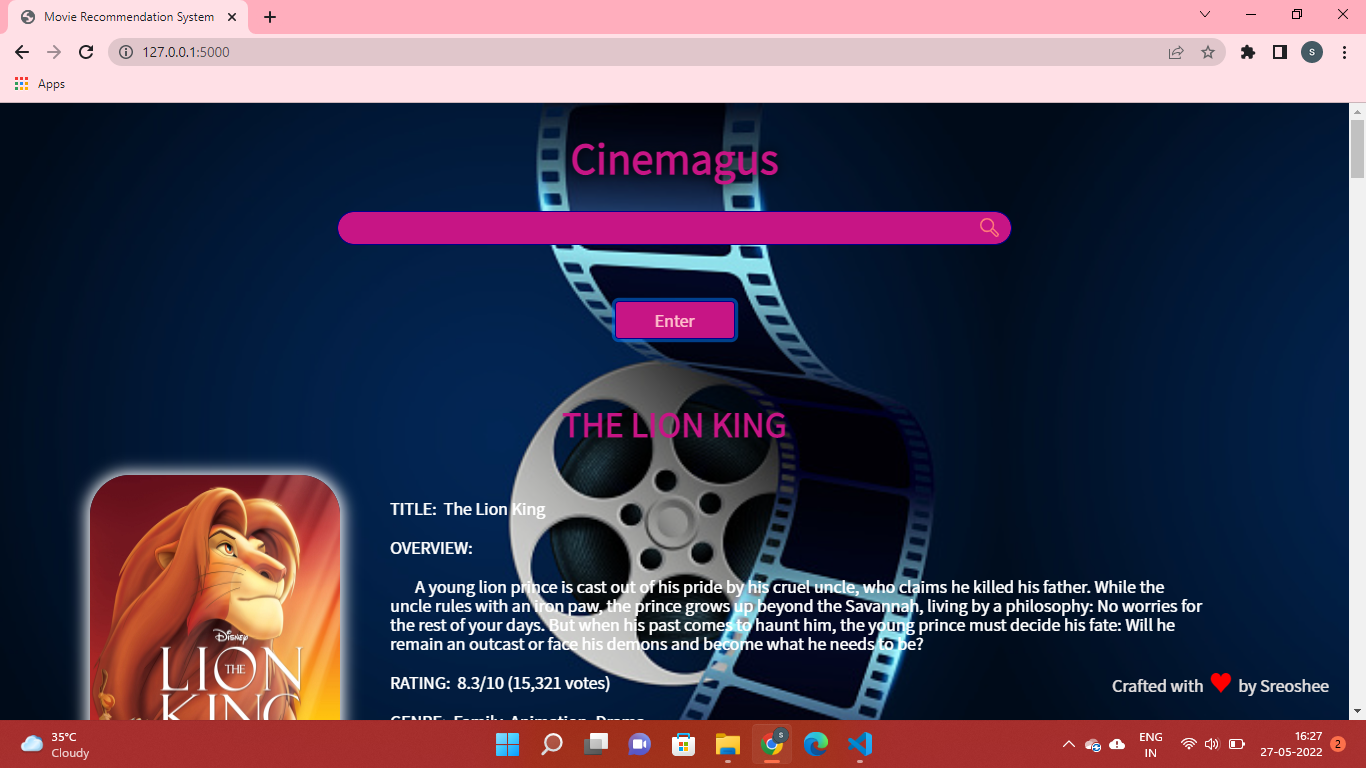 Movie Recommendation System
127.0.0.1:5000
s
Apps
Cinemagus
Enter
THE LION KING
TITLE: The Lion King
OVERVIEW:
A young lion prince is cast out of his pride by his cruel uncle, who claims he killed his father. While the
uncle rules with an iron paw, the prince grows up beyond the Savannah, living by a philosophy: No worries for
the rest of your days. But when his past comes to haunt him, the young prince must decide his fate: Will he
remain an outcast or face his demons and become what he needs to be?
Disney
THE
LION
KING
RATING: 8.3/10 (15,321 votes)
Crafted with ♥ by Sreoshee
GENRE: Family, Animation, Drama
35°C
Cloudy
S
ENG
IN
16:27
27-05-2022
2